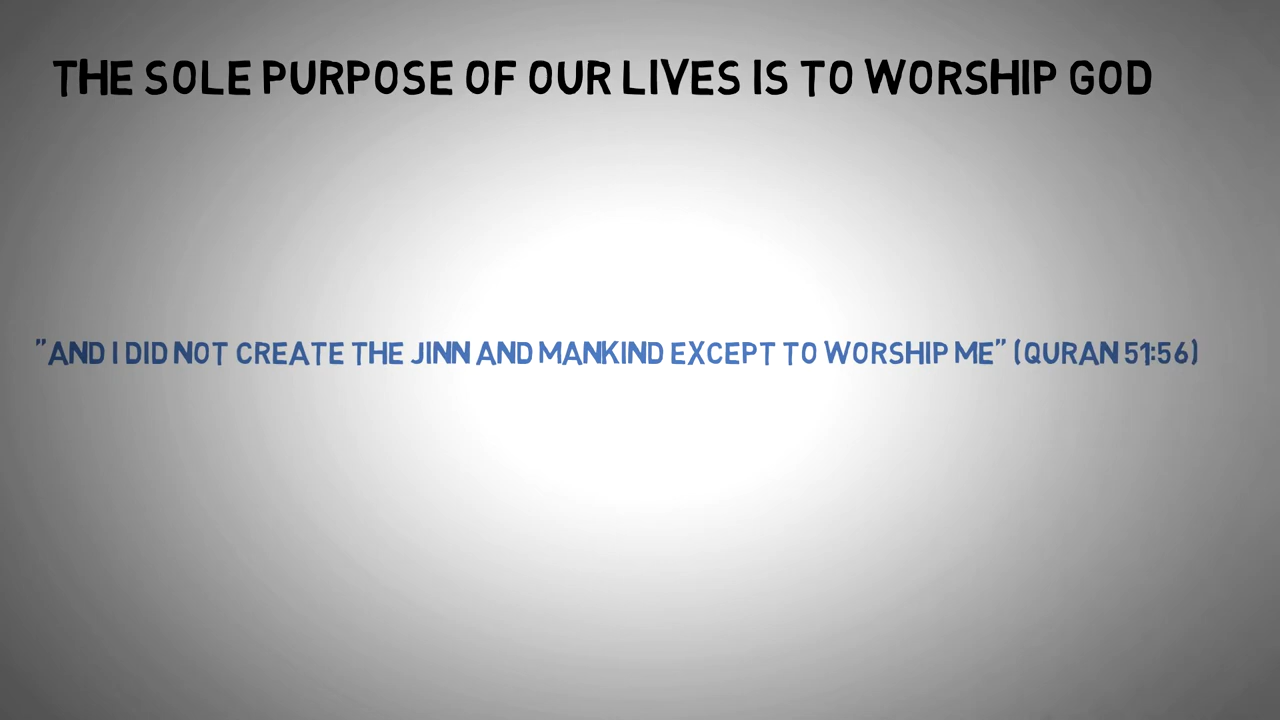 THE SOLE PURPOSE OF OUR LIVES IS TO WORSHIP GOD
"AND I DID NOT CREATE THE JINN AND MANKIND EXCEPT TO WORSHIP ME" (QURAN 51:56)